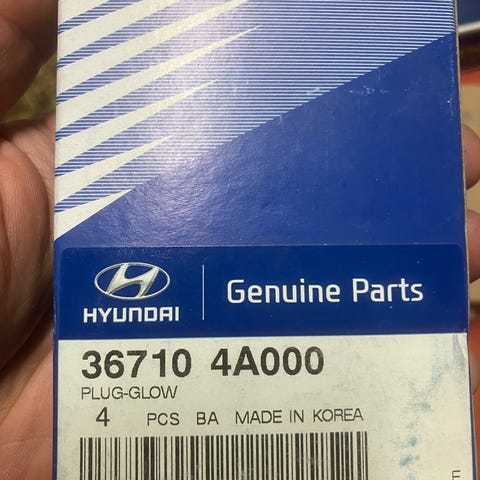 HYUNDAI
Genuine Parts
36710 4A000
PLUG-GLOW
4 PCS BA MADE IN KOREA
E